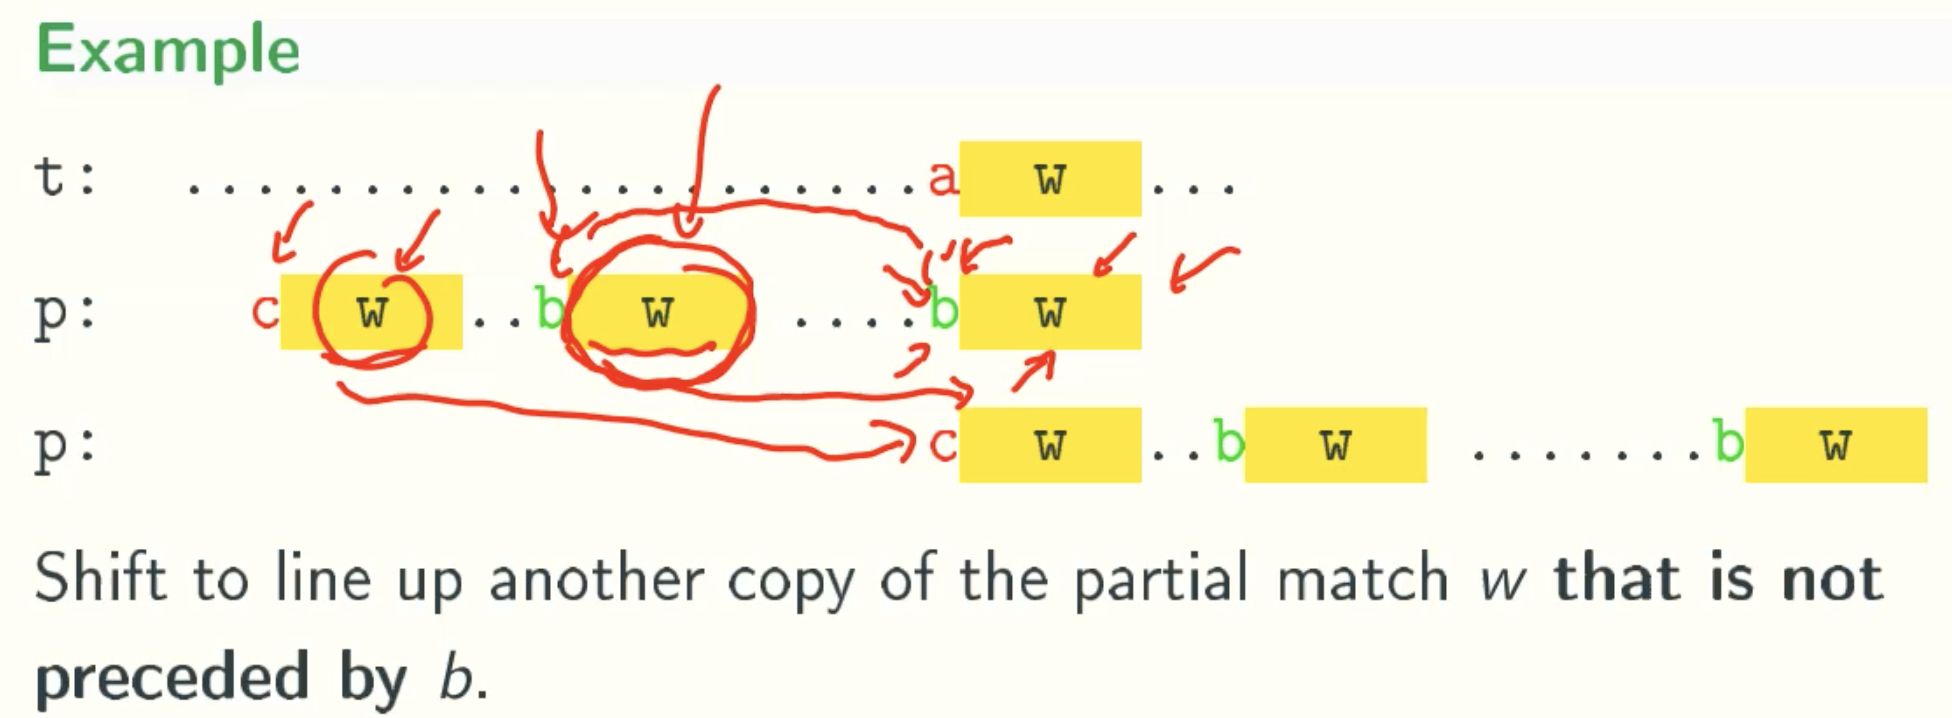 Example
t: .....................a w ...
p: c w ..b w ....b w
p: c w ..b w .......b w
Shift to line up another copy of the partial match w that is not
preceded by b.